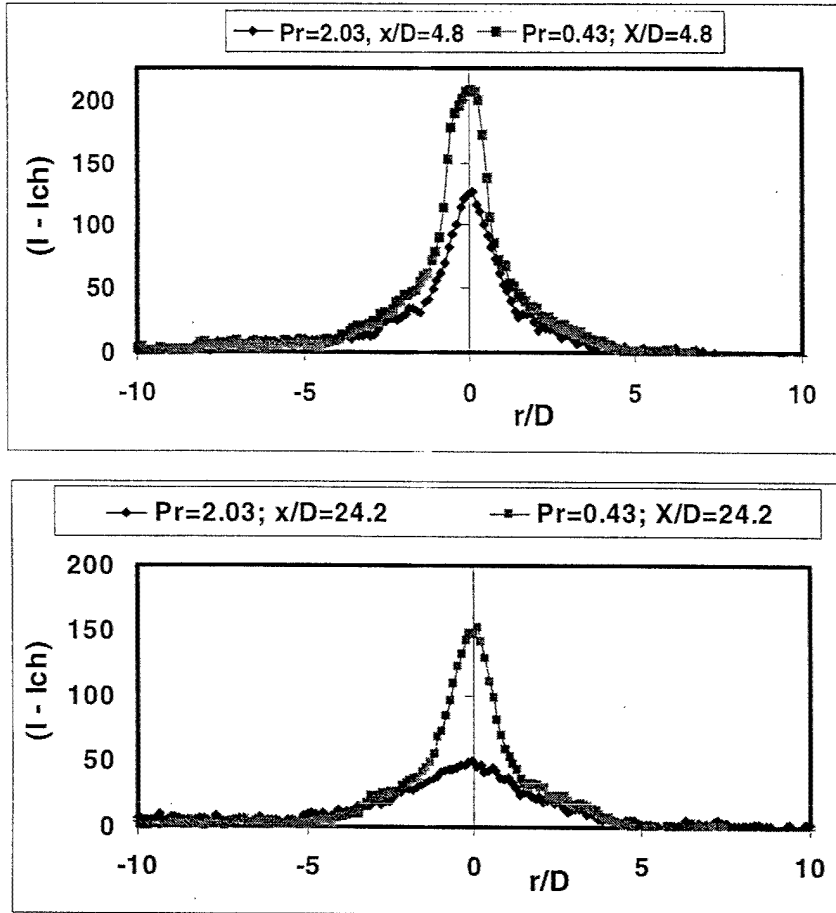 Pr=2.03, x/D=4.8 Pr=0.43; X/D=4.8
200
150
100
50
0
(I - Ich)
-10 -5 0 5 10
r/D
Pr=2.03; x/D=24.2 Pr=0.43; X/D=24.2
200
150
100
50
0
(I - Ich)
-10 -5 0 5 10
r/D